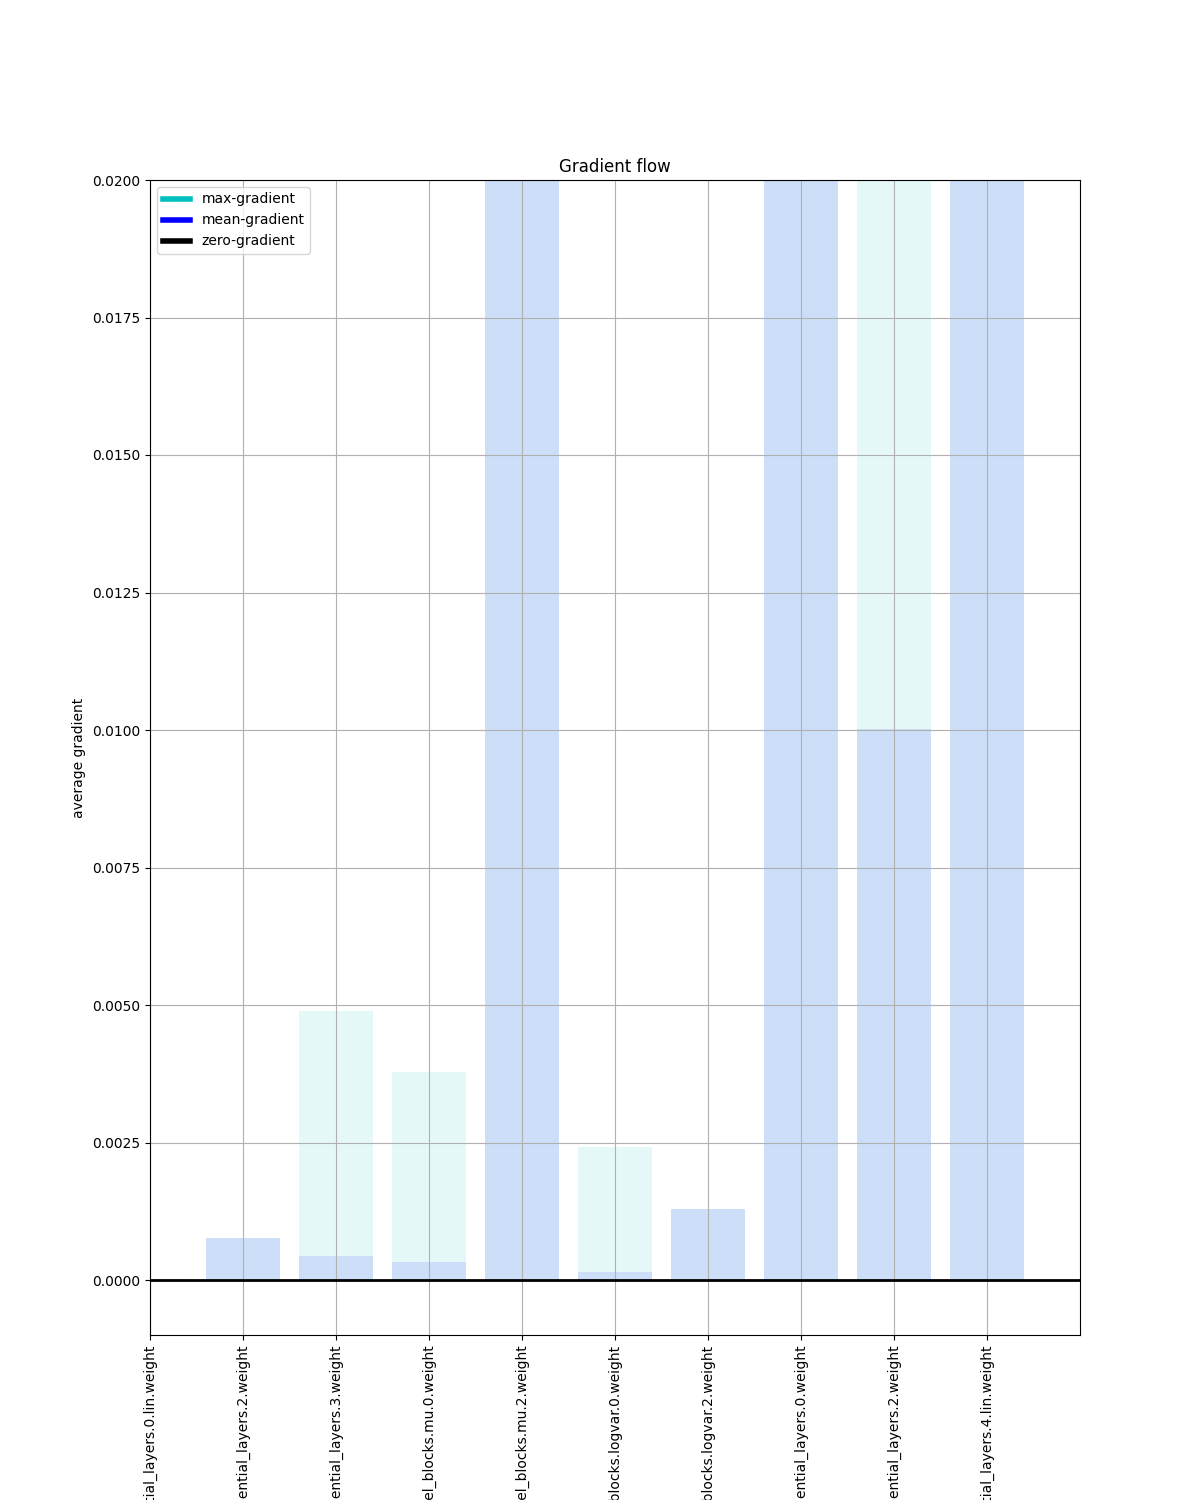 Gradient flow
max-gradient
mean-gradient
zero-gradient
0.0200
0.0175
0.0150
0.0125
0.0100
0.0075
0.0050
0.0025
0.0000
average gradient
tial_layers.0.lin.weight
ential_layers.2.weight
ential_layers.3.weight
el_blocks.mu.0.weight
el_blocks.mu.2.weight
blocks.logvar.0.weight
blocks.logvar.2.weight
ential_layers.0.weight
ential_layers.2.weight
tial_layers.4.lin.weight